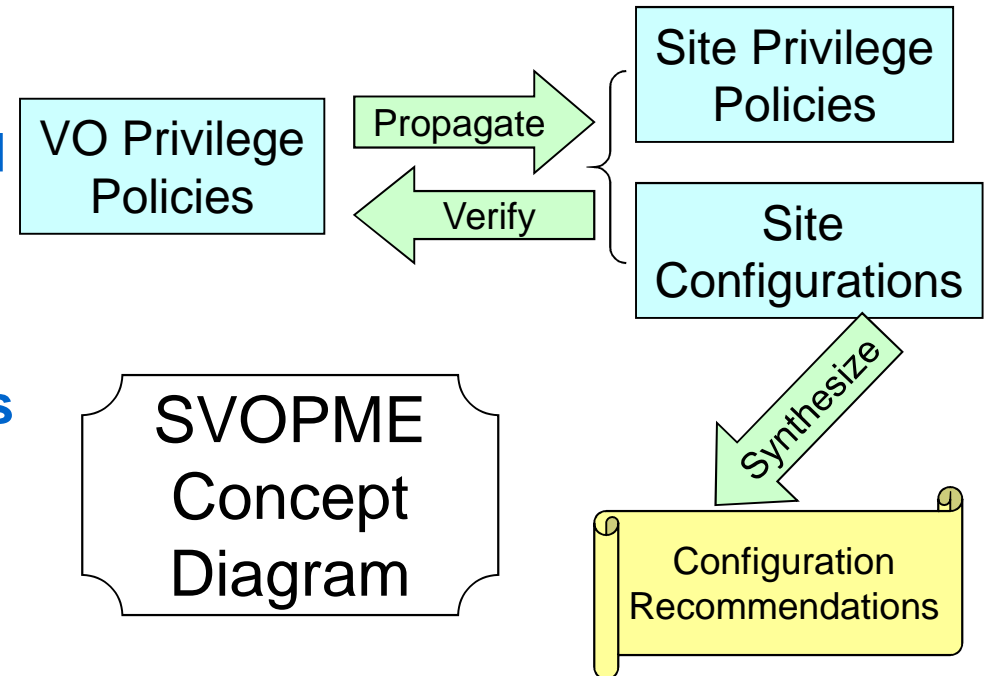 Site Privilege
Policies
VO Privilege
Policies
Propagate
Verify
Site
Configurations
Synthesize
s
SVOPME
Concept
Diagram
Configuration
Recommendations